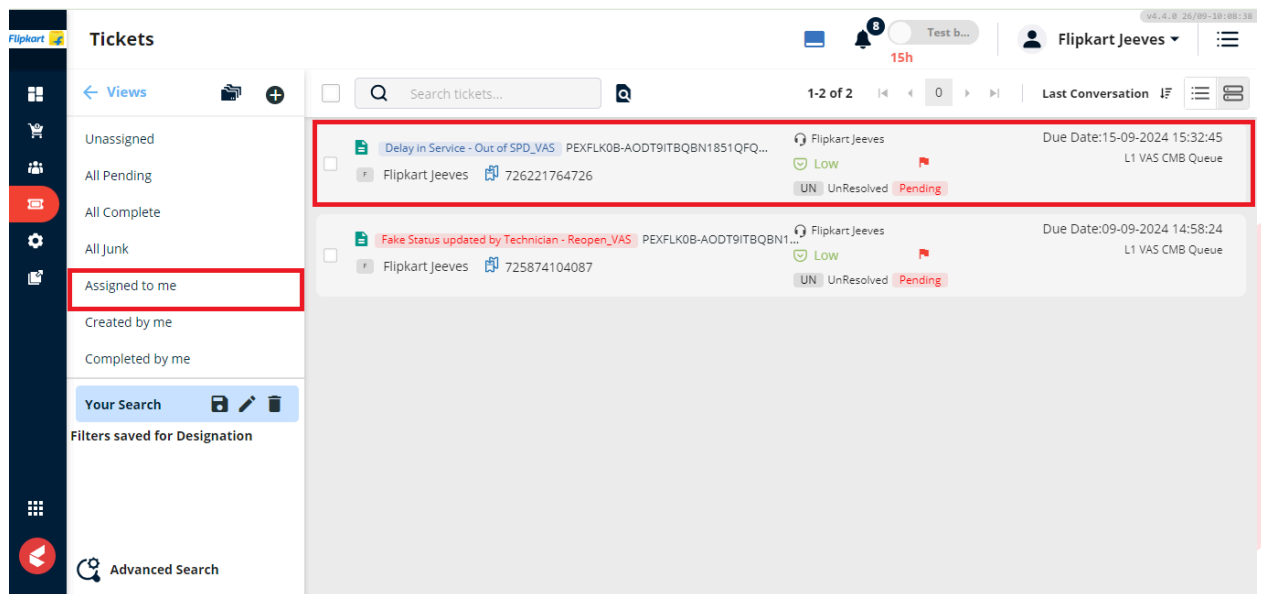 v4.4.0 26/09-10:08:38
Flipkart
Tickets
8
Test b...
15h
Flipkart Jeeves
Views
Search tickets...
1-2 of 2
0
Last Conversation
Unassigned
All Pending
All Complete
All Junk
Assigned to me
Created by me
Completed by me
Your Search
Filters saved for Designation
Advanced Search
Delay in Service - Out of SPD_VAS PEXFLK0B-AODT9ITBQBN1851QFQ...
Flipkart Jeeves
Due Date:15-09-2024 15:32:45
F Flipkart Jeeves 726221764726
Low
L1 VAS CMB Queue
UN UnResolved Pending
Fake Status updated by Technician - Reopen_VAS PEXFLK0B-AODT9ITBQBN1...
Flipkart Jeeves
Due Date:09-09-2024 14:58:24
F Flipkart Jeeves 725874104087
Low
L1 VAS CMB Queue
UN UnResolved Pending